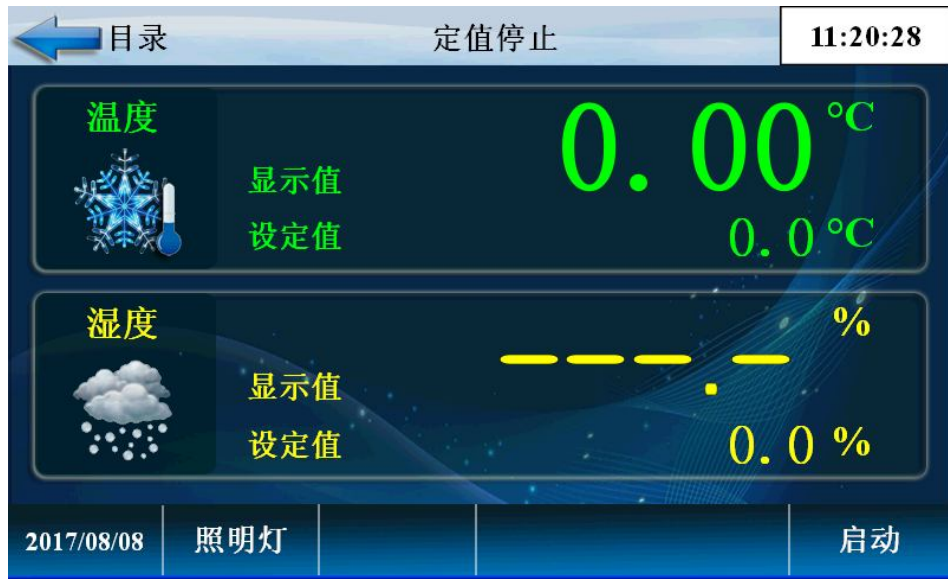 目录 定值停止 11:20:28
温度
0.00 °C
显示值
设定值 0.0 °C
湿度
%
---.-
显示值
设定值 0.0 %
2017/08/08 照明灯 启动